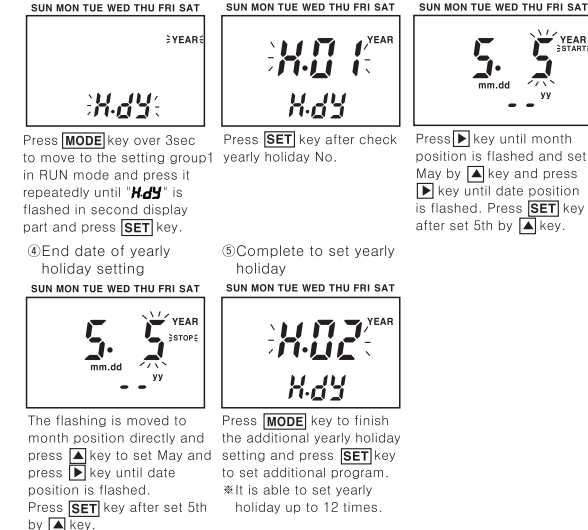 SUN MON TUE WED THU FRI SAT
YEAR
H.dY
Press MODE key over 3sec
to move to the setting group1
in RUN mode and press it
repeatedly until "H.dY" is
flashed in second display
part and press SET key.
SUN MON TUE WED THU FRI SAT
YEAR
H.01
H.dY
Press SET key after check
yearly holiday No.
SUN MON TUE WED THU FRI SAT
YEAR
START
5. 5
mm.dd
yy
--
Press ▶ key until month
position is flashed and set
May by ▲ key and press
▶ key until date position
is flashed. Press SET key
after set 5th by ▲ key.
④End date of yearly
holiday setting
SUN MON TUE WED THU FRI SAT
YEAR
STOP
5. 5
mm.dd
yy
--
The flashing is moved to
month position directly and
press ▲ key to set May and
press ▶ key until date
position is flashed.
Press SET key after set 5th
by ▲ key.
⑤Complete to set yearly
holiday
SUN MON TUE WED THU FRI SAT
YEAR
H.02
H.dY
Press MODE key to finish
the additional yearly holiday
setting and press SET key
to set additional program.
※It is able to set yearly
holiday up to 12 times.